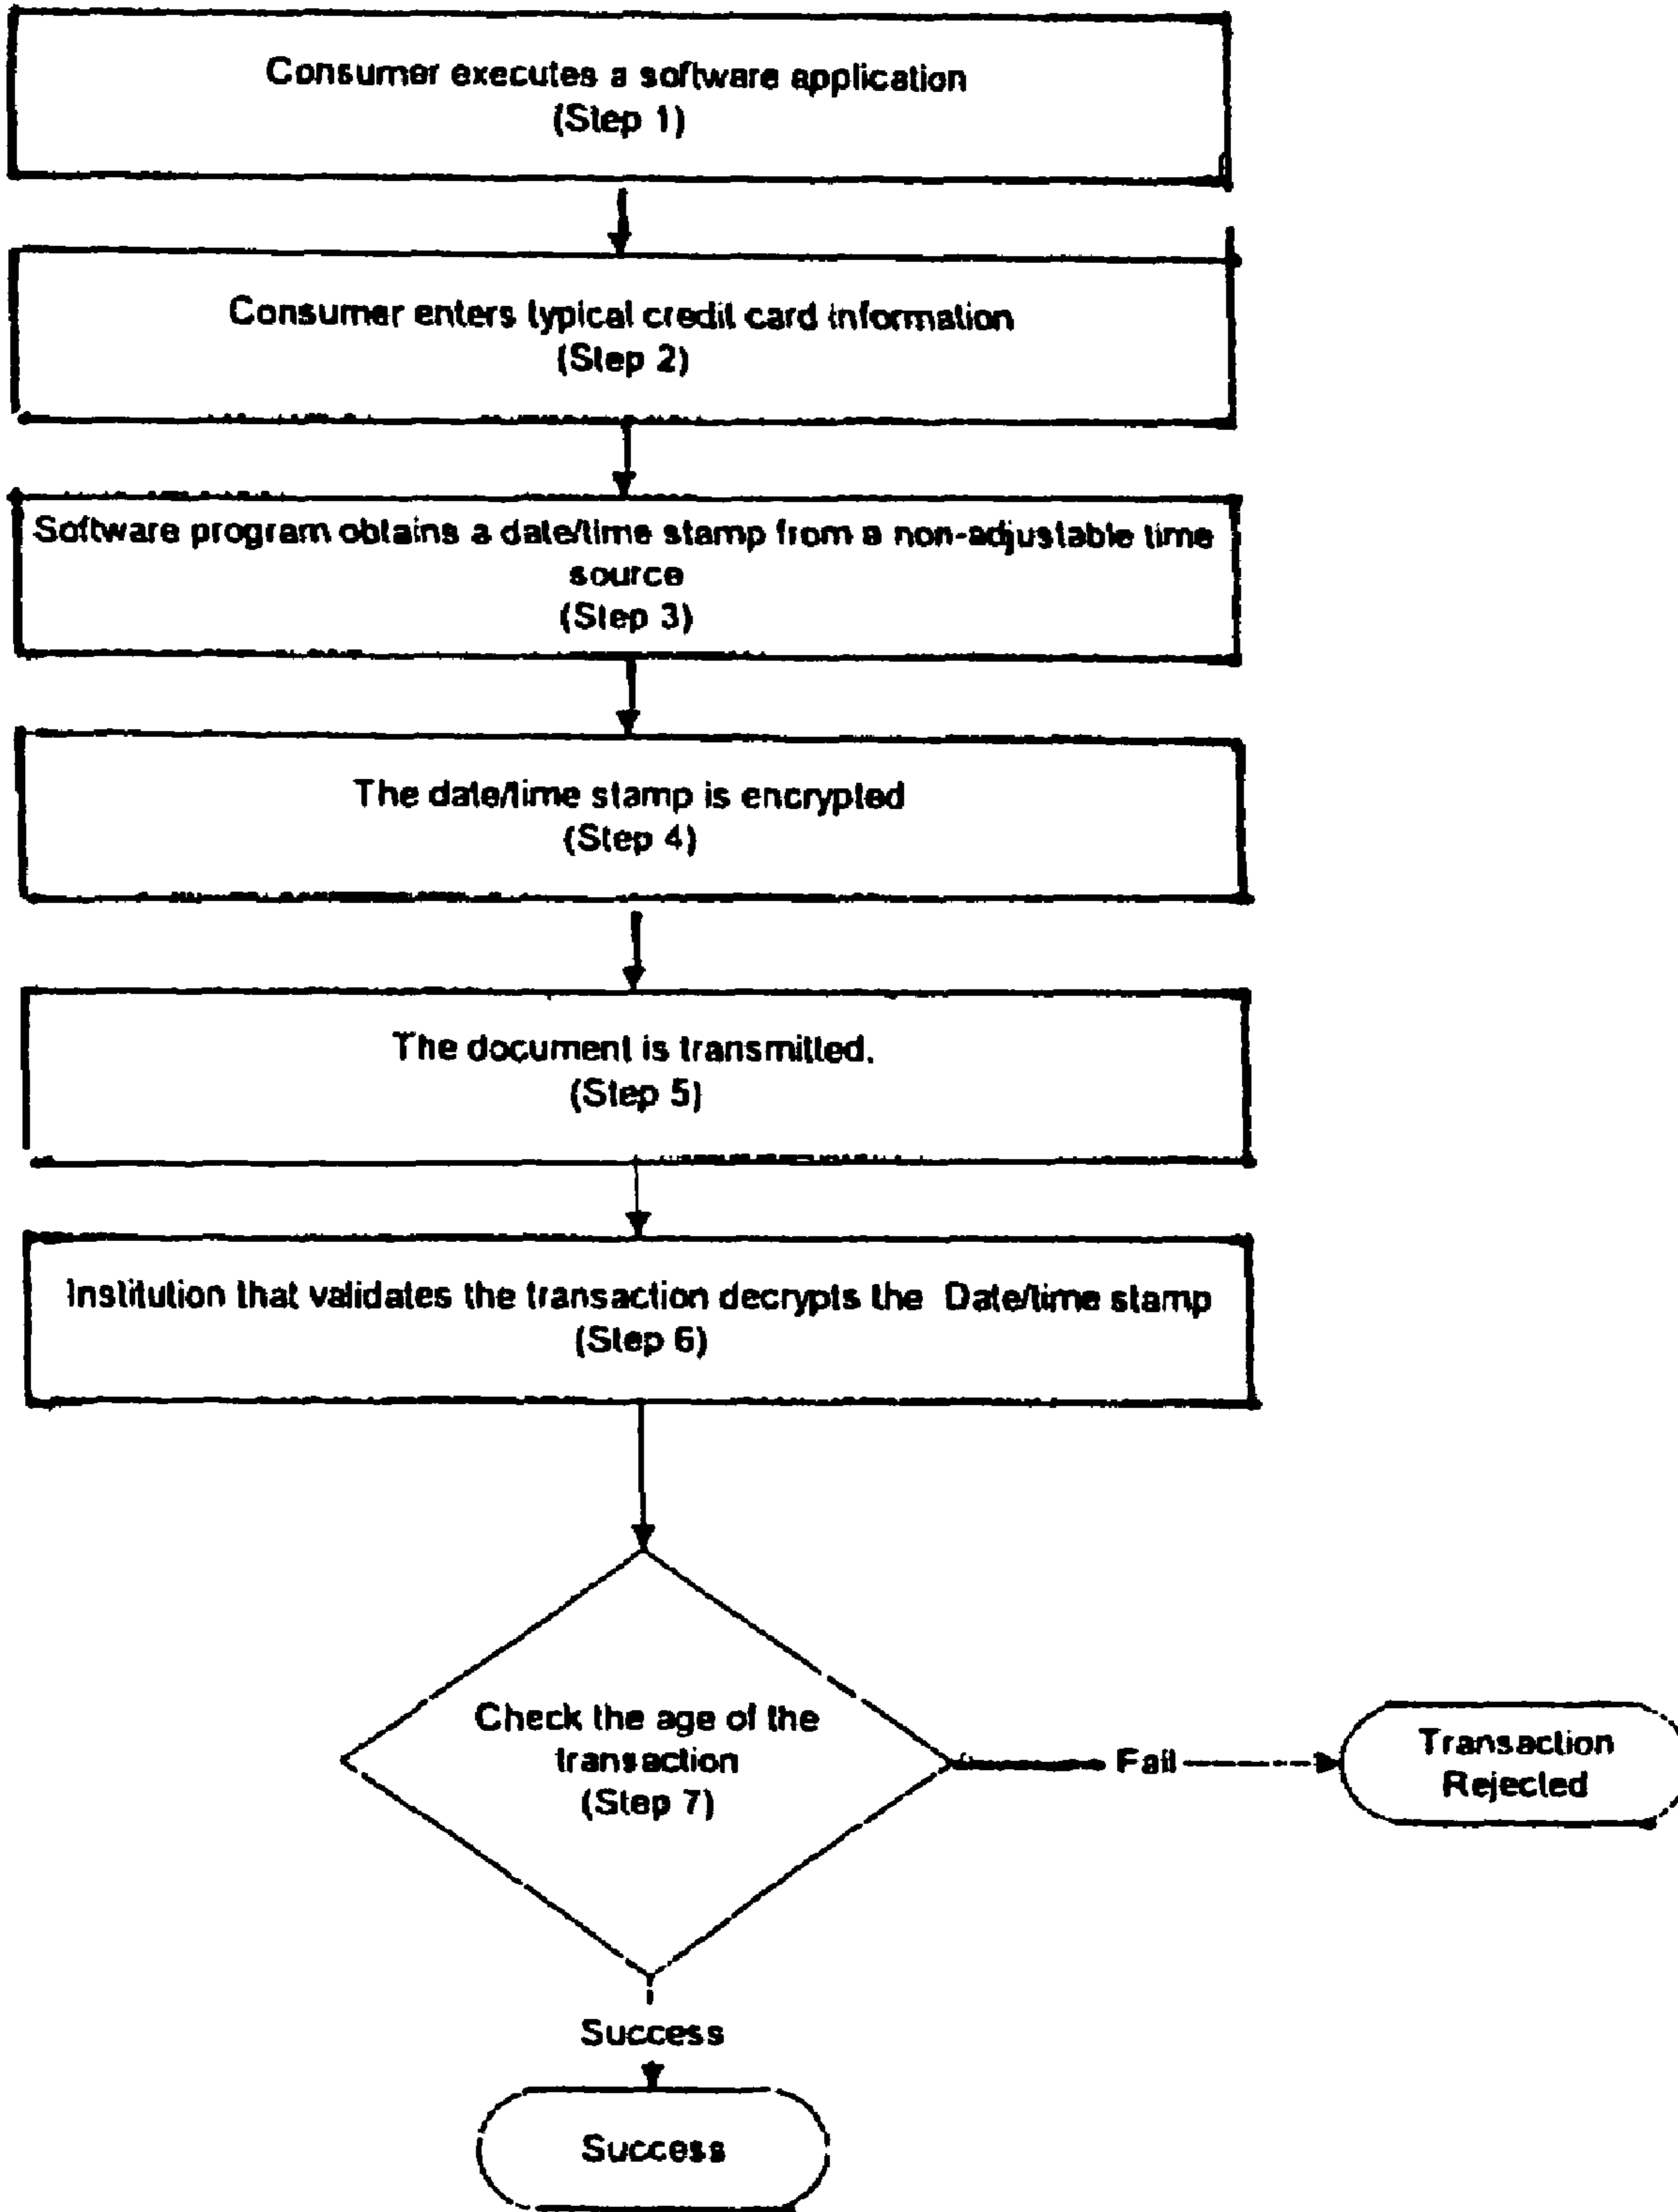 Consumer executes a software application
(Step 1)
Consumer enters typical credit card information
(Step 2)
Software program obtains a date/time stamp from a non-adjustable time
source
(Step 3)
The date/time stamp is encrypted
(Step 4)
The document is transmitted.
(Step 5)
Institution that validates the transaction decrypts the Date/time stamp
(Step 6)
Check the age of the
transaction
(Step 7)
Fail
Transaction
Rejected
Success
Success